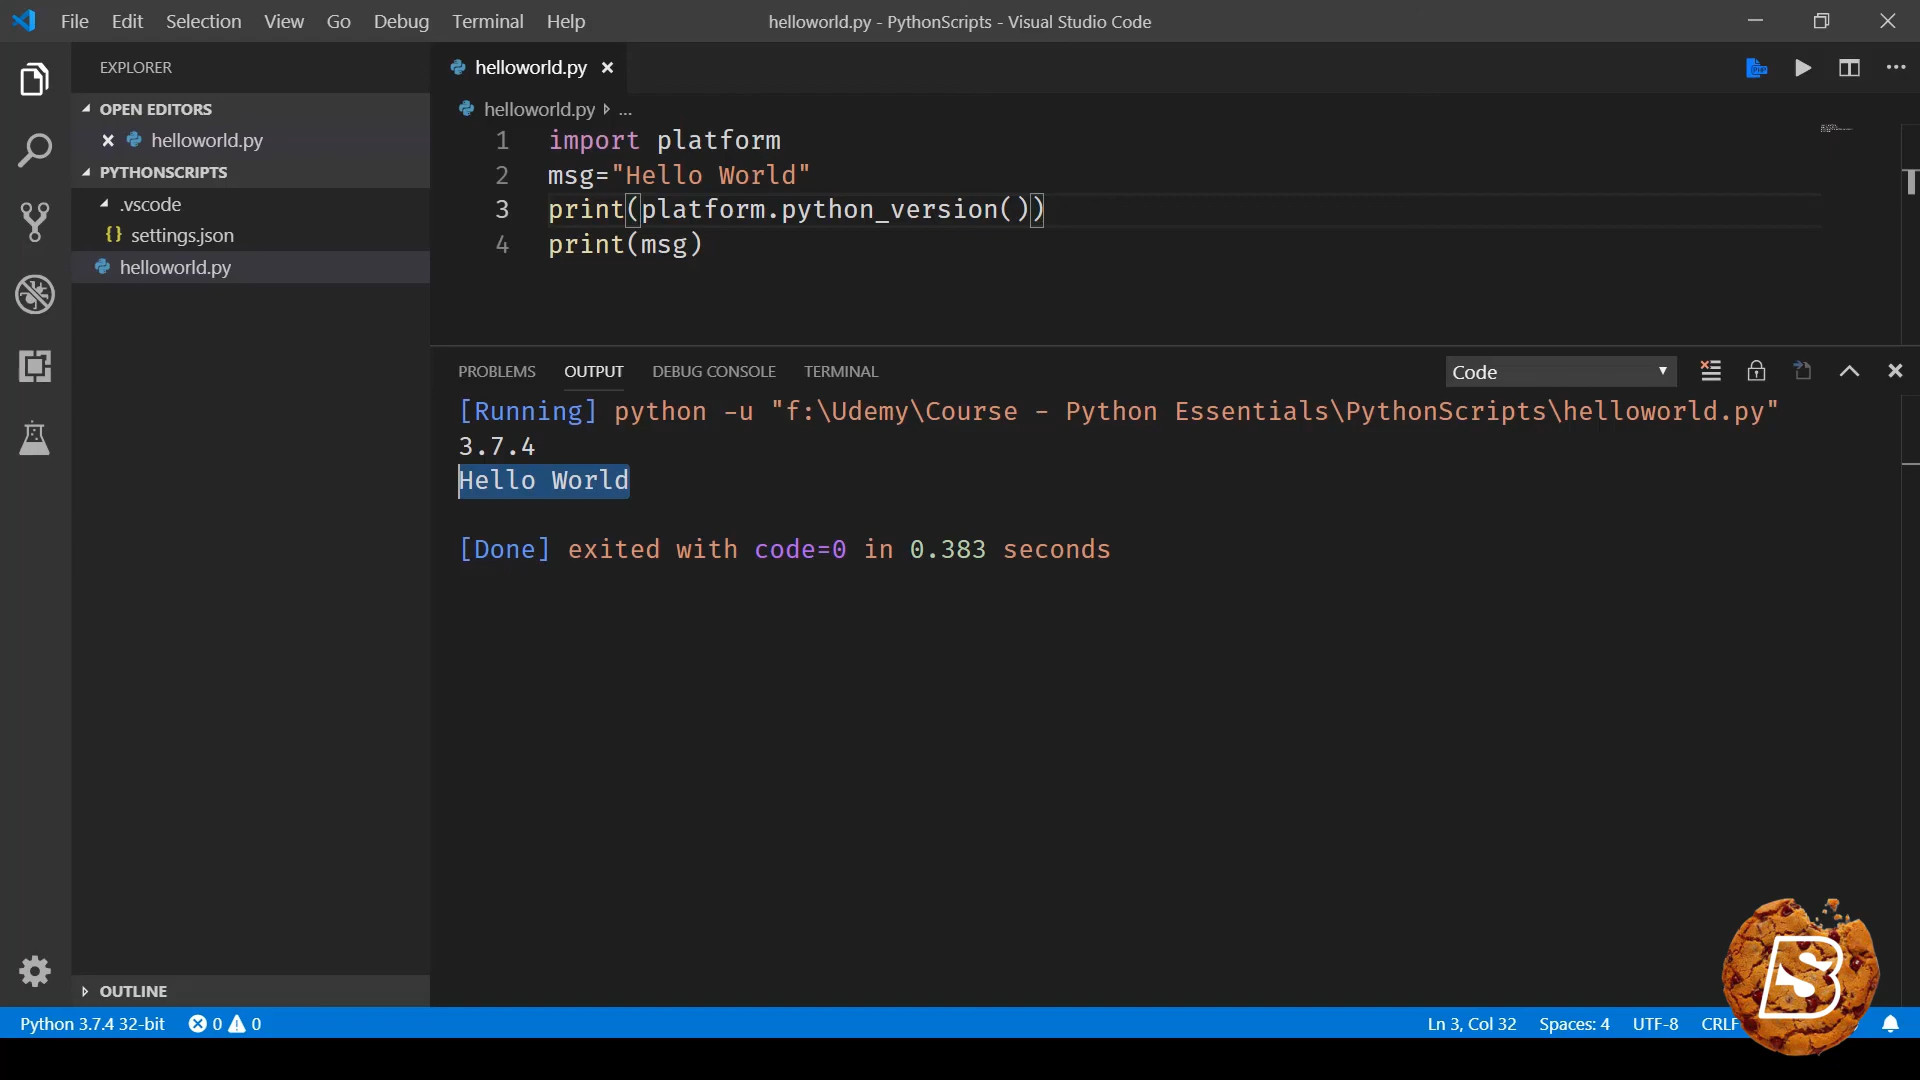 File Edit Selection View Go Debug Terminal Help
helloworld.py - PythonScripts - Visual Studio Code
EXPLORER
OPEN EDITORS
helloworld.py
PYTHONSCRIPTS
.vscode
{} settings.json
helloworld.py
OUTLINE
helloworld.py
helloworld.py ...
1 import platform
2 msg="Hello World"
3 print(platform.python_version())
4 print(msg)
PROBLEMS OUTPUT DEBUG CONSOLE TERMINAL
Code
[Running] python -u "f:\Udemy\Course - Python Essentials\PythonScripts\helloworld.py"
3.7.4
Hello World
[Done] exited with code=0 in 0.383 seconds
Python 3.7.4 32-bit 0 0
Ln 3, Col 32 Spaces: 4 UTF-8 CRLF